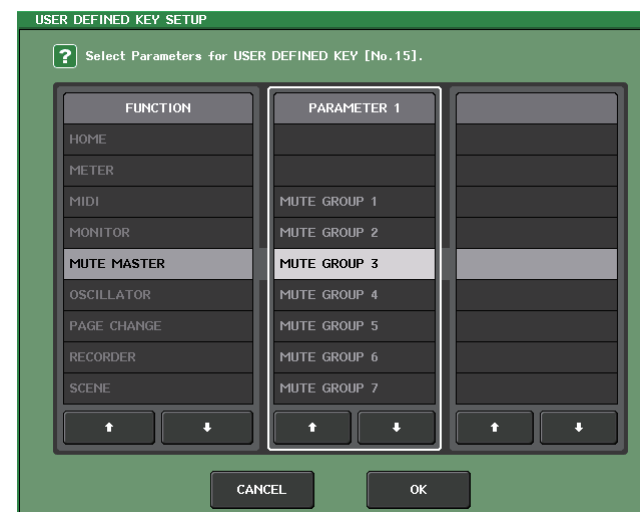 USER DEFINED KEY SETUP
? Select Parameters for USER DEFINED KEY [No.15].
FUNCTION
HOME
METER
MIDI
MONITOR
MUTE MASTER
OSCILLATOR
PAGE CHANGE
RECORDER
SCENE
PARAMETER 1
MUTE GROUP 1
MUTE GROUP 2
MUTE GROUP 3
MUTE GROUP 4
MUTE GROUP 5
MUTE GROUP 6
MUTE GROUP 7
CANCEL
OK